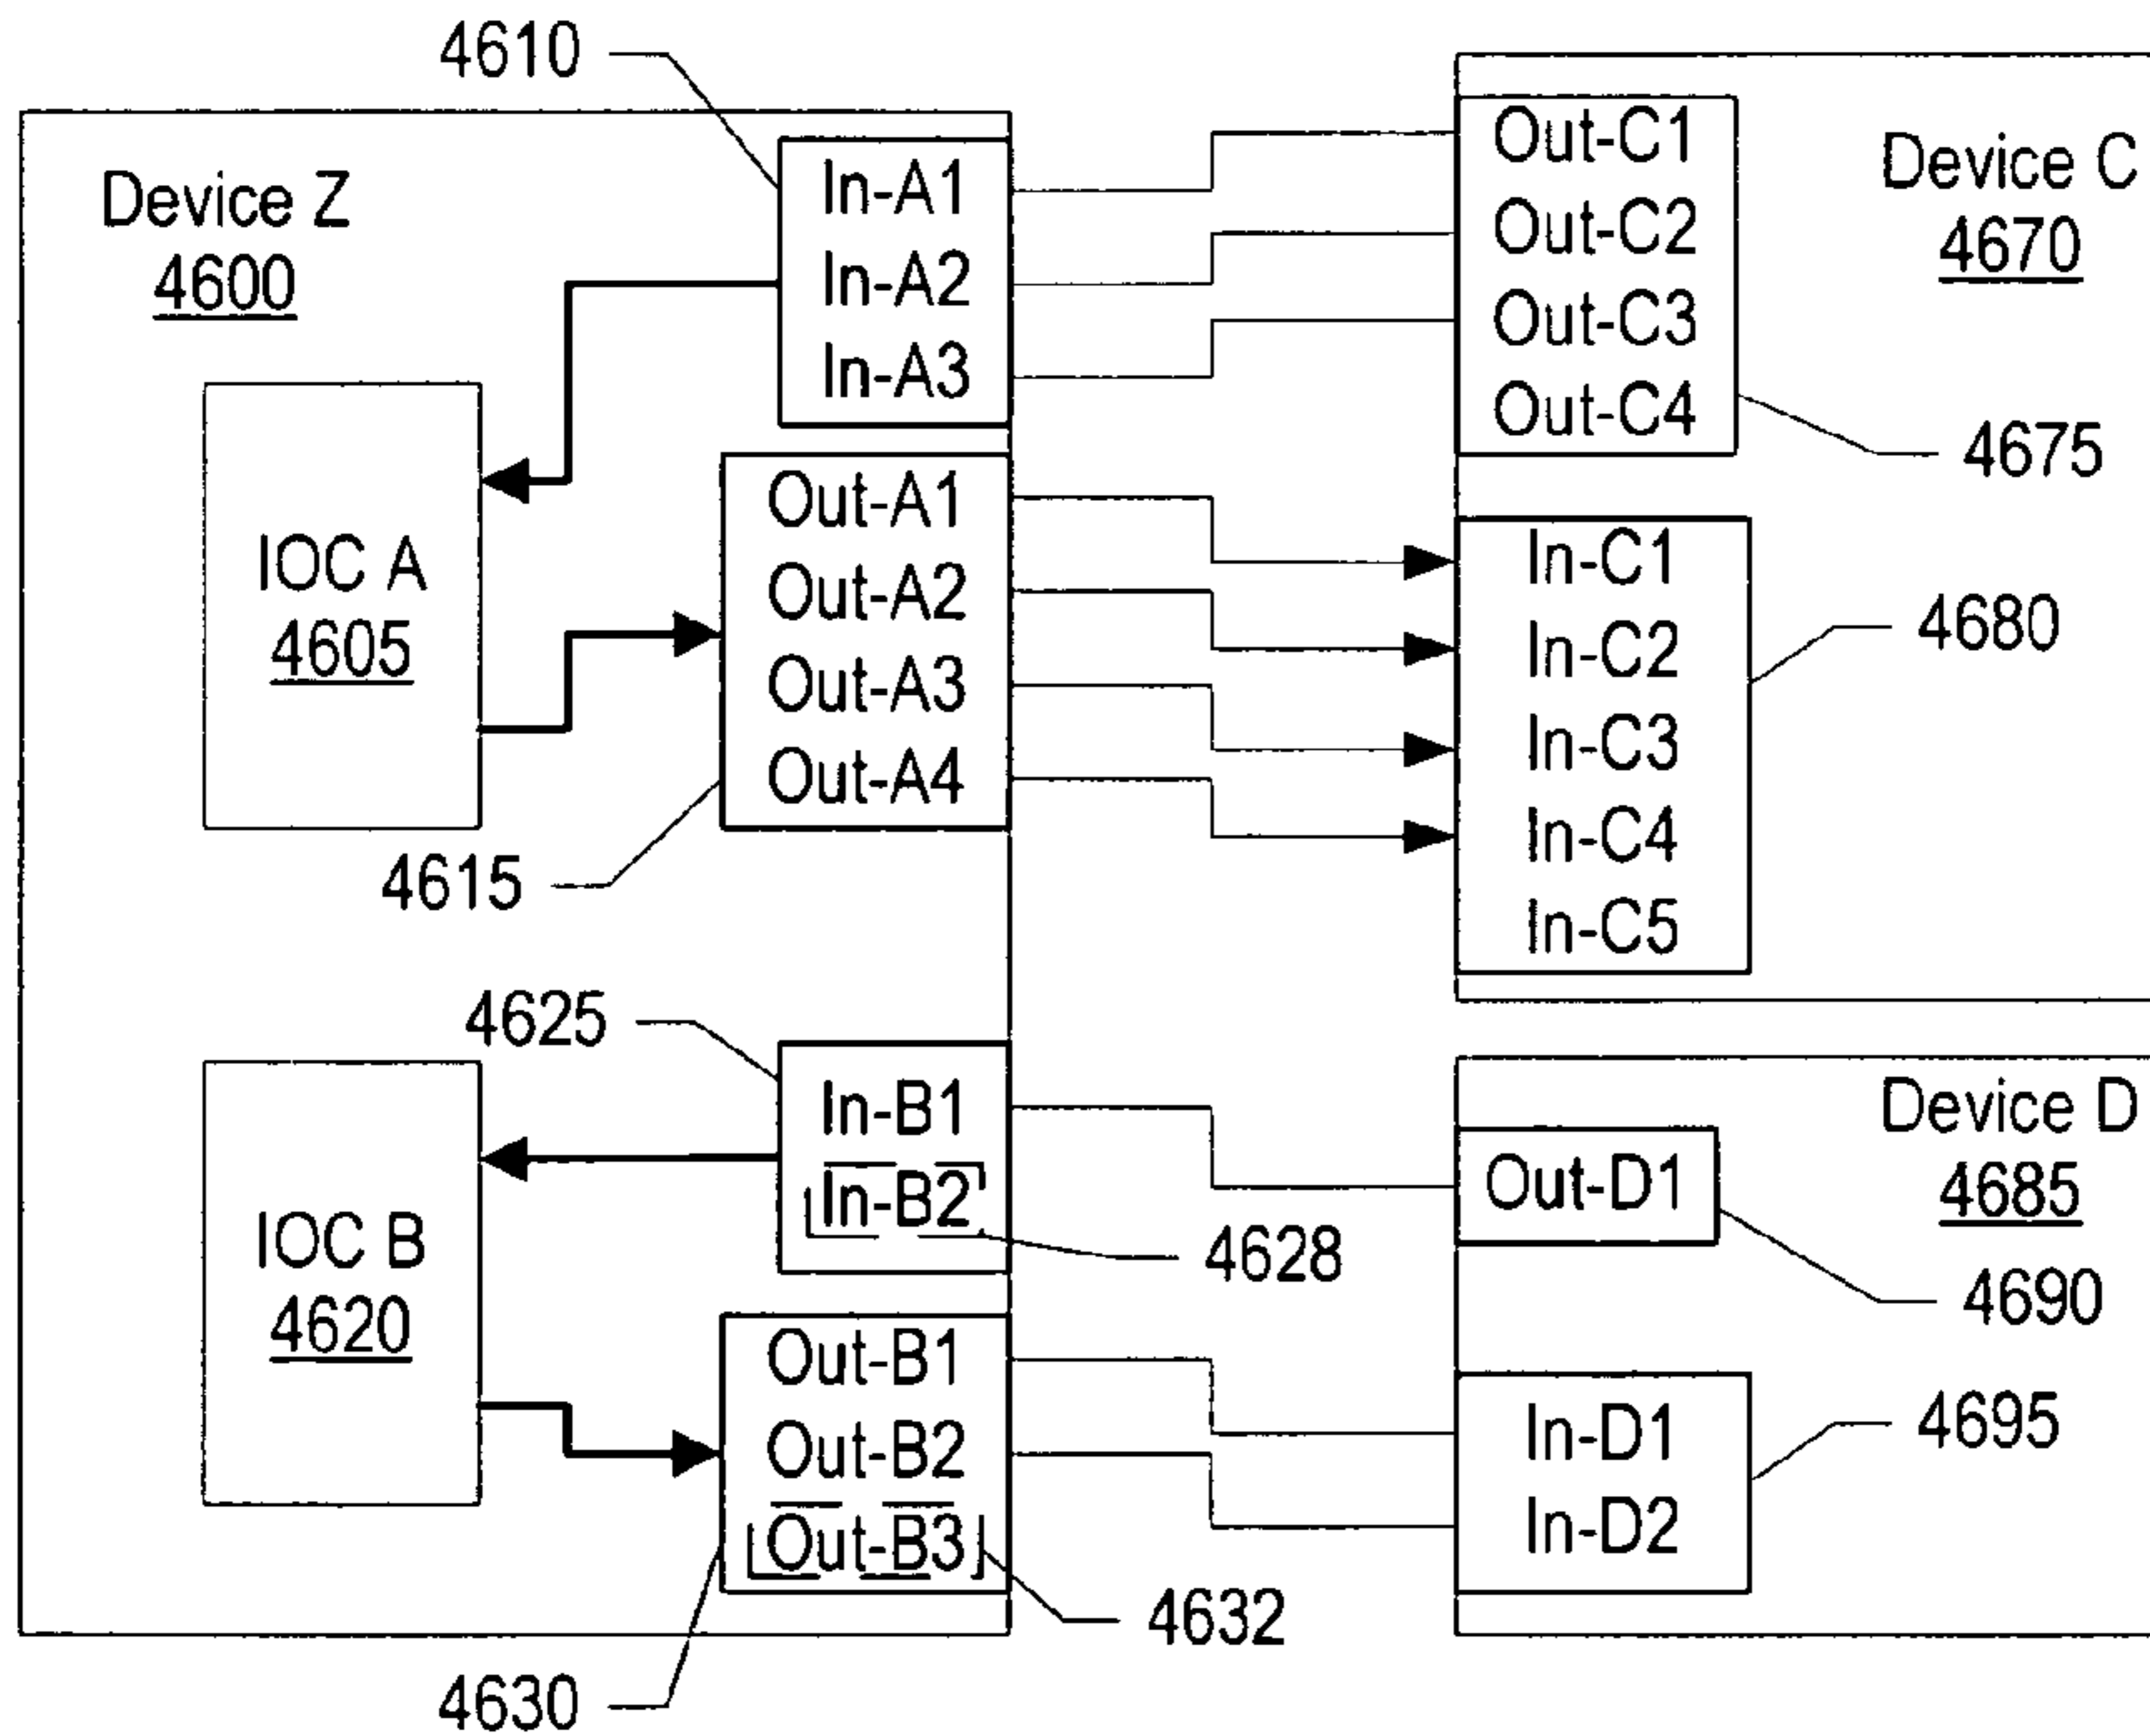 4610
Device Z
4600
In-A1
In-A2
In-A3
Out-C1
Out-C2
Out-C3
Out-C4
Device C
4670
4675
IOC A
4605
Out-A1
Out-A2
Out-A3
Out-A4
4615
In-C1
In-C2
In-C3
In-C4
In-C5
4680
4625
In-B1
In-B2
4628
Device D
4685
Out-D1
4690
IOC B
4620
Out-B1
Out-B2
Out-B3
4632
4630
In-D1
In-D2
4695